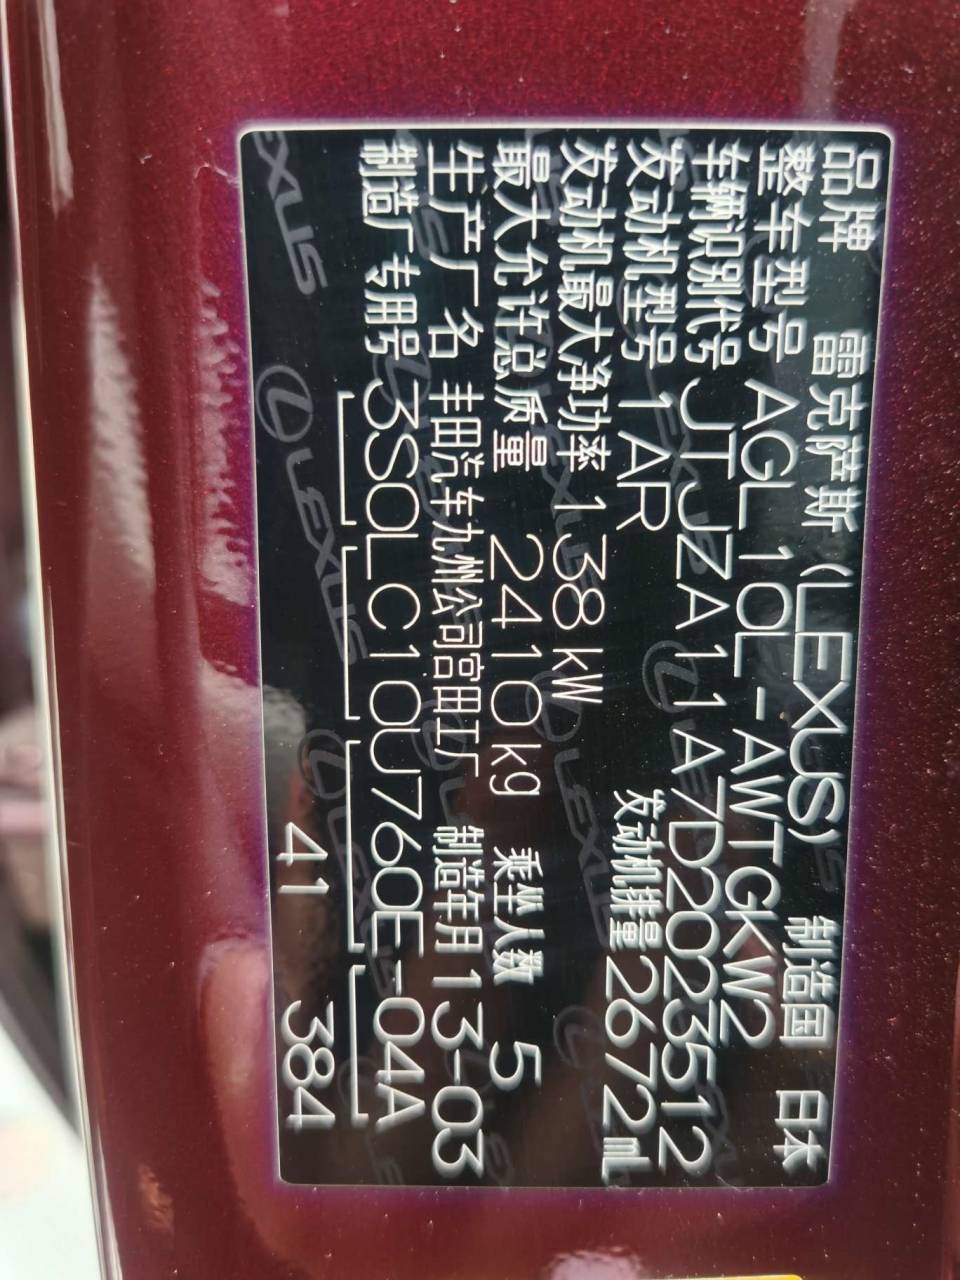 品牌 雷克萨斯(LEXUS) 制造国 日本
整车型号 AGL10L-AWTGKW2
车辆识别代号 JTJZA11A7D2023512
发动机型号 1AR 发动机排量 2672mL
发动机最大净功率 138kW
最大允许总质量 2410kg 乘坐人数 5
生产厂名 丰田汽车九州公司宫田工厂 制造年月 13-03
制造厂专用号 3S0LC10U760E-04A
41 384